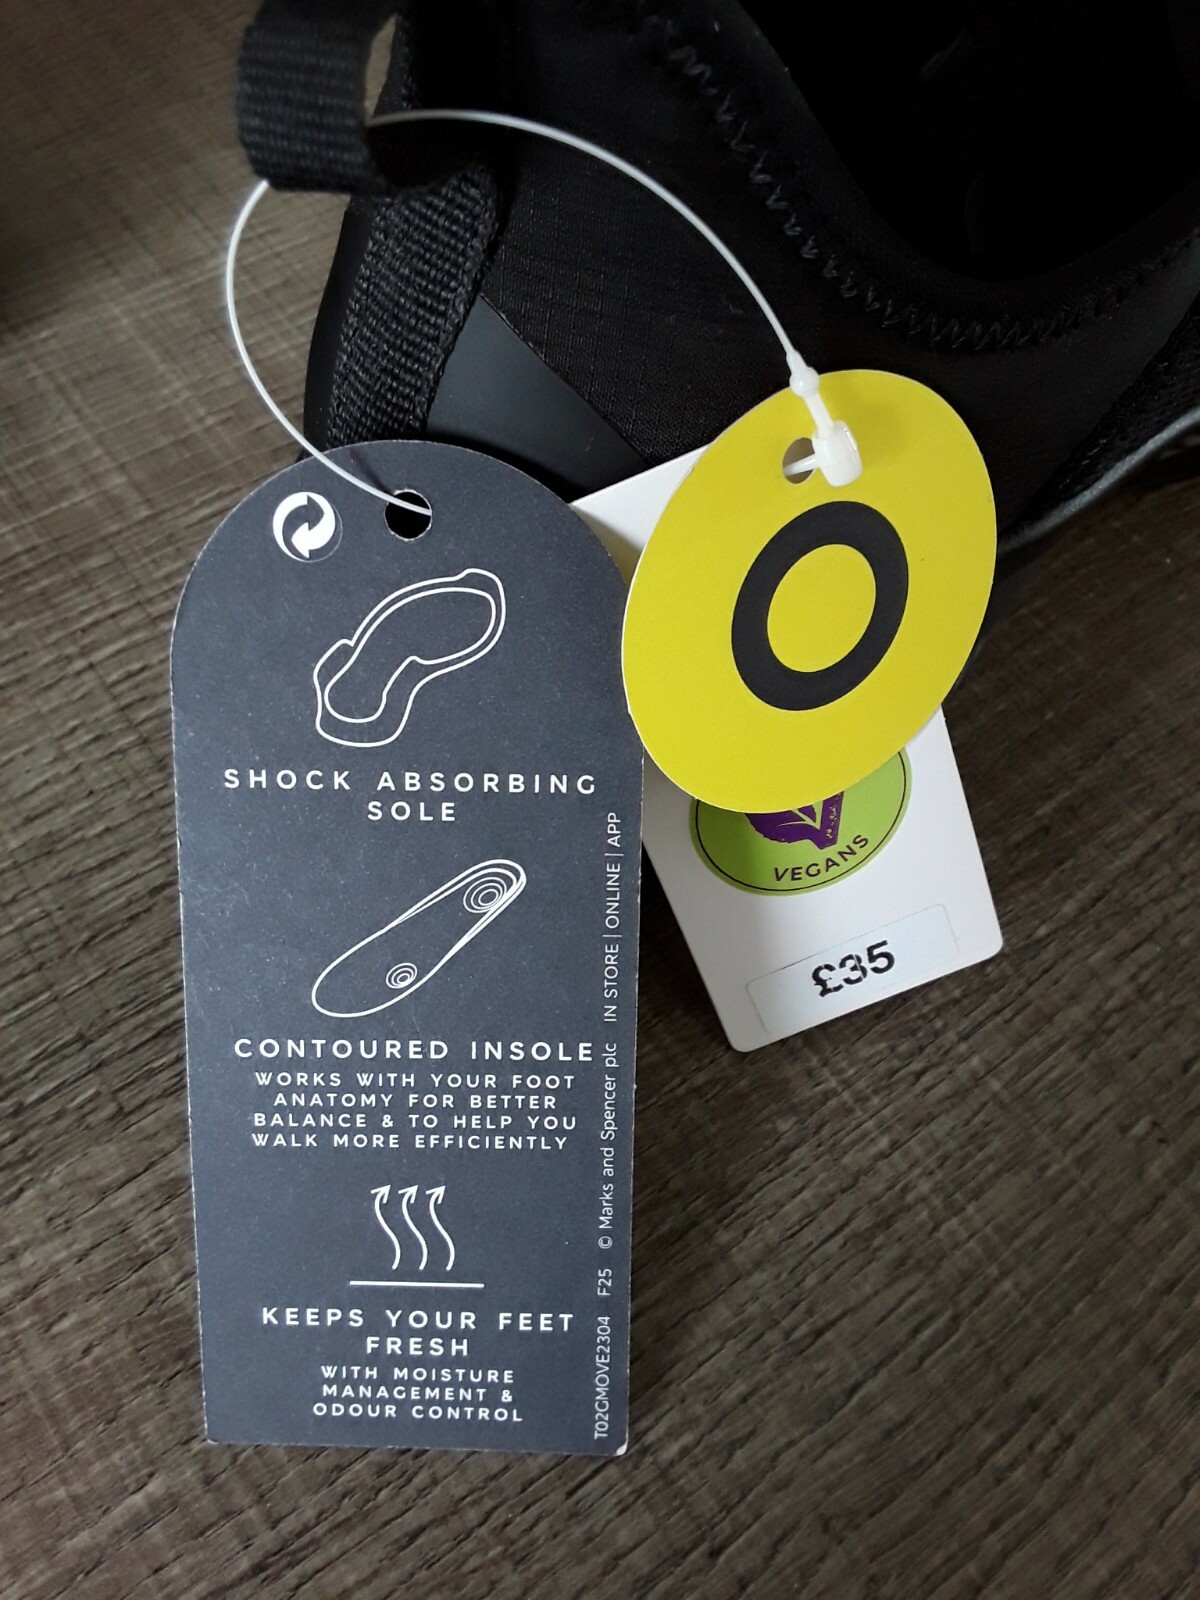 SHOCK ABSORBING
SOLE
CONTOURED INSOLE
WORKS WITH YOUR FOOT
ANATOMY FOR BETTER
BALANCE & TO HELP YOU
WALK MORE EFFICIENTLY
KEEPS YOUR FEET
FRESH
WITH MOISTURE
MANAGEMENT &
ODOUR CONTROL
T02GMOVE2304 F25 © Marks and Spencer plc IN STORE | ONLINE | APP
O
VEGANS
£35